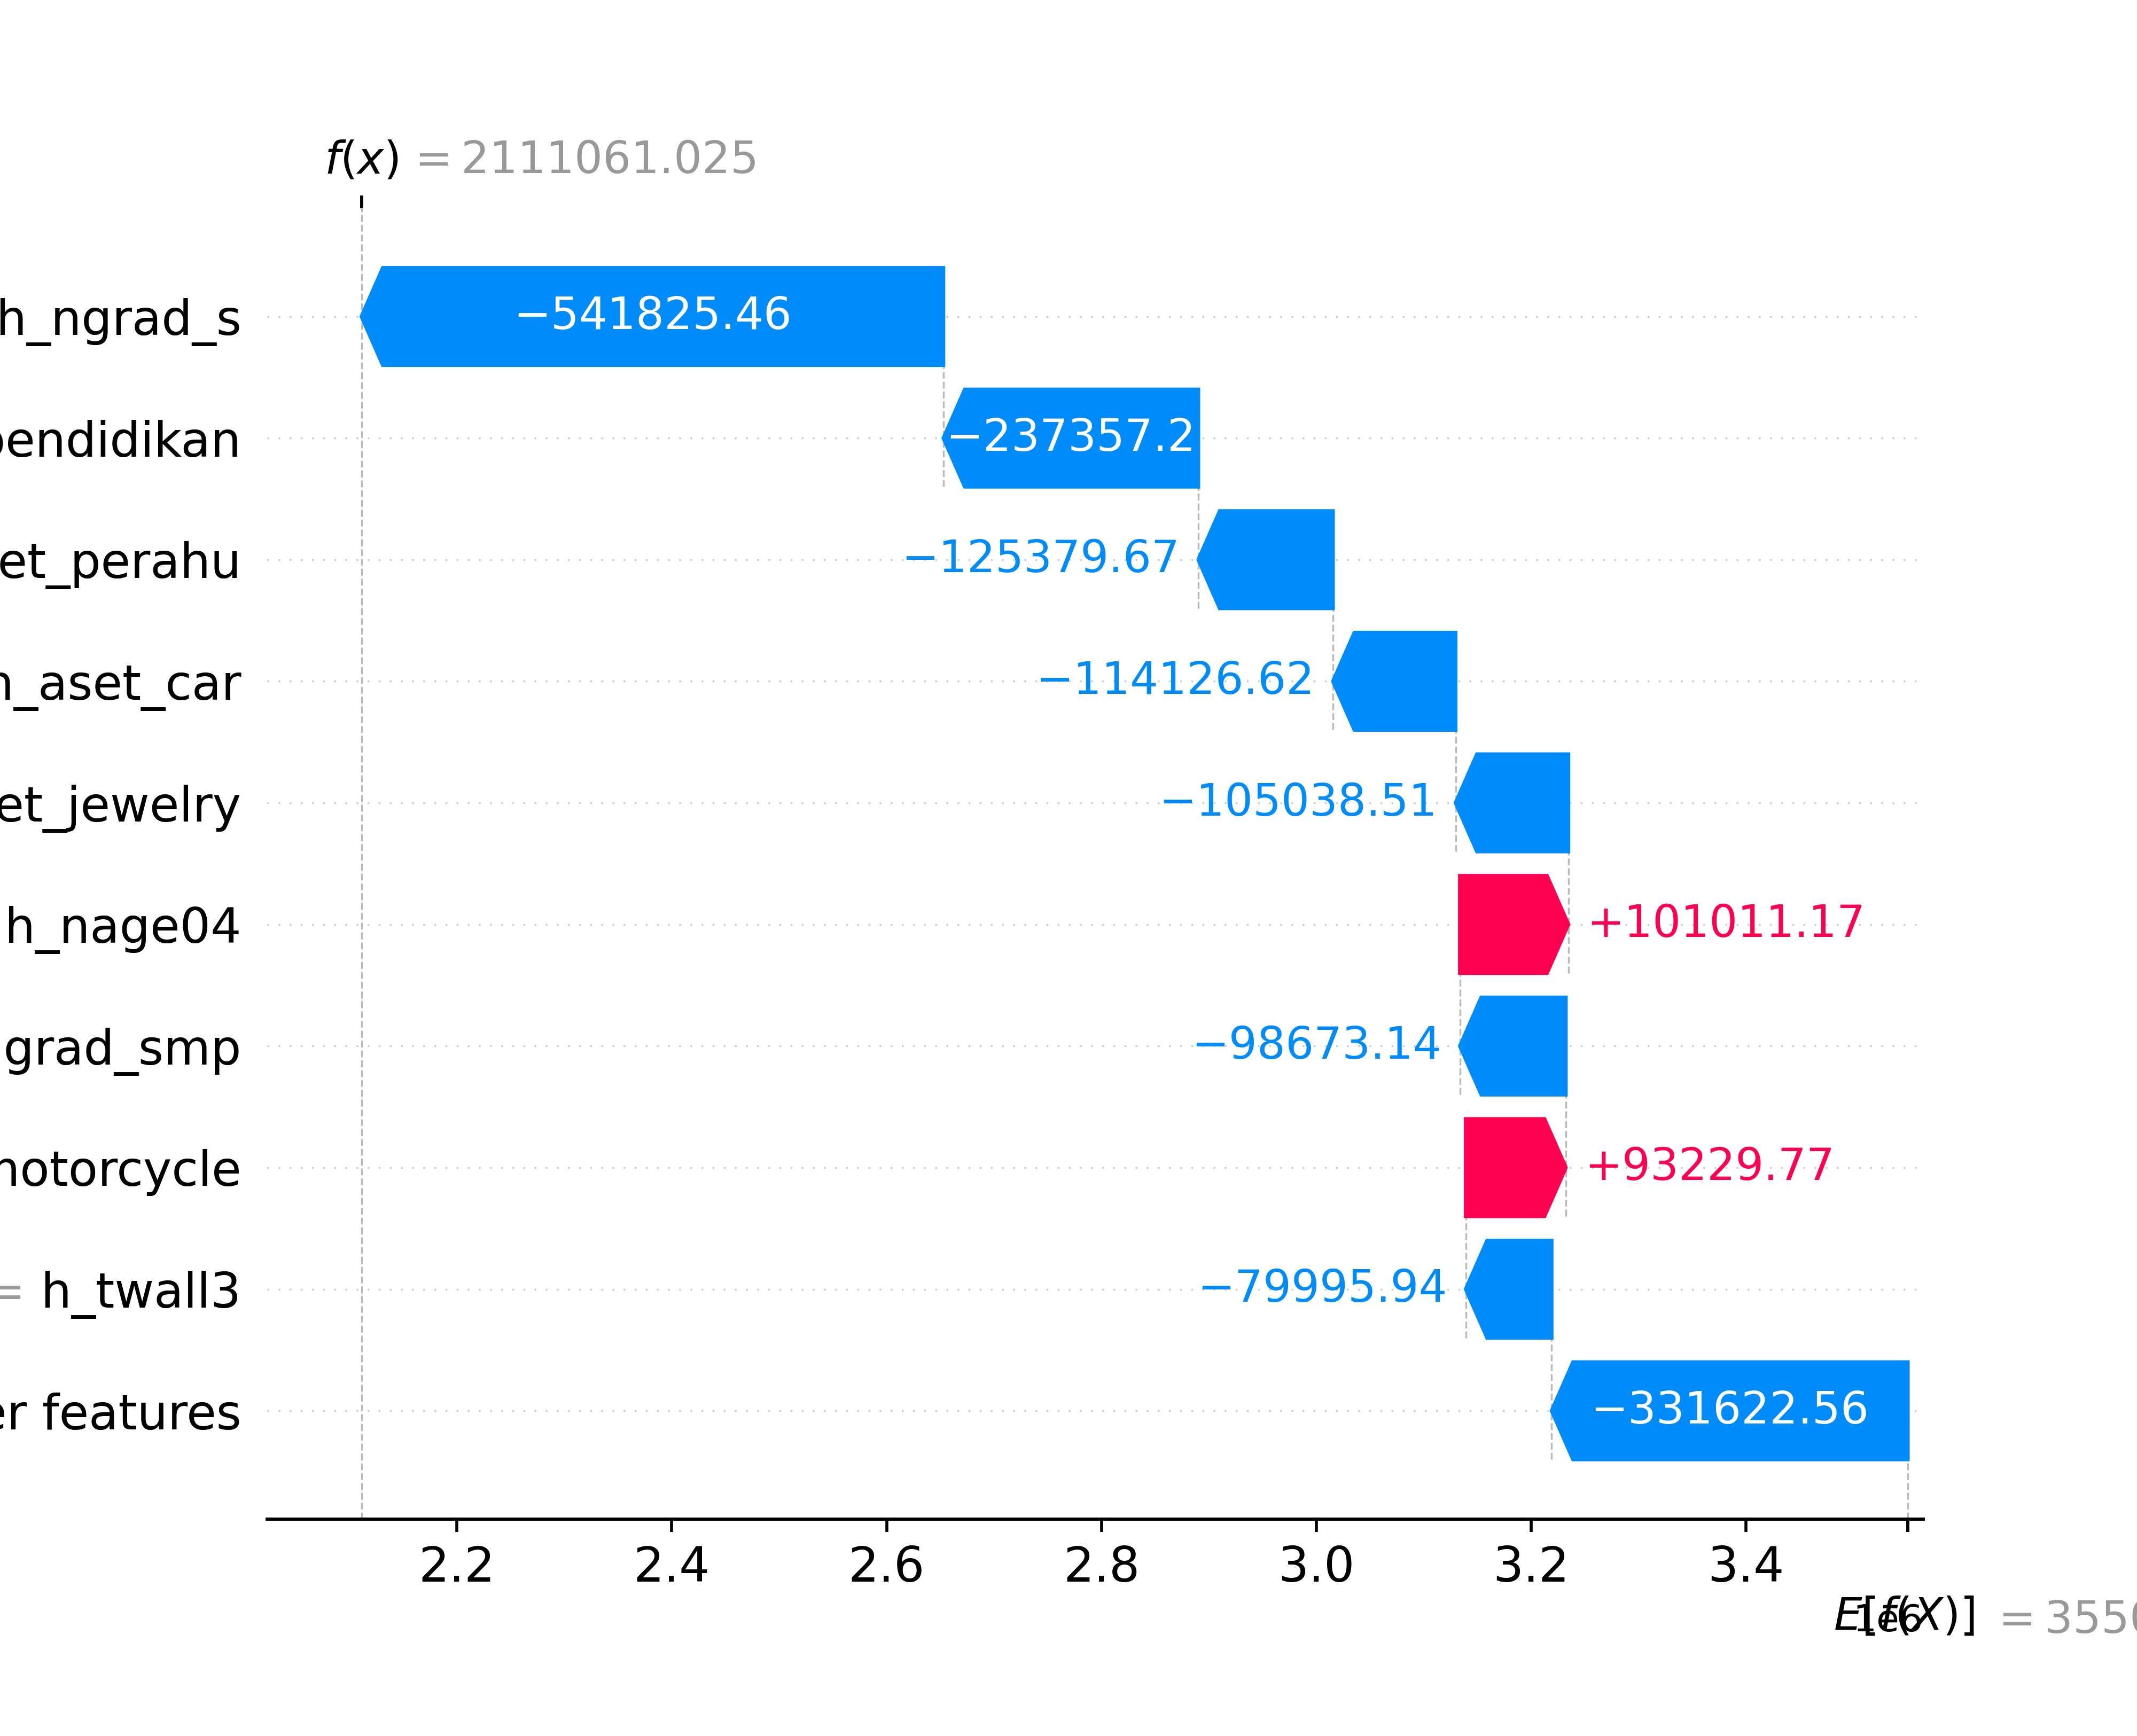 f(x) = 2111061.025
h_ngrad_s −541825.46
pendidikan −237357.2
et_perahu −125379.67
_aset_car −114126.62
et_jewelry −105038.51
h_nage04 +101011.17
grad_smp −98673.14
otorcycle +93229.77
= h_twall3 −79995.94
er features −331622.56
2.2 2.4 2.6 2.8 3.0 3.2 3.4
1e6
E[f(X)] = 355